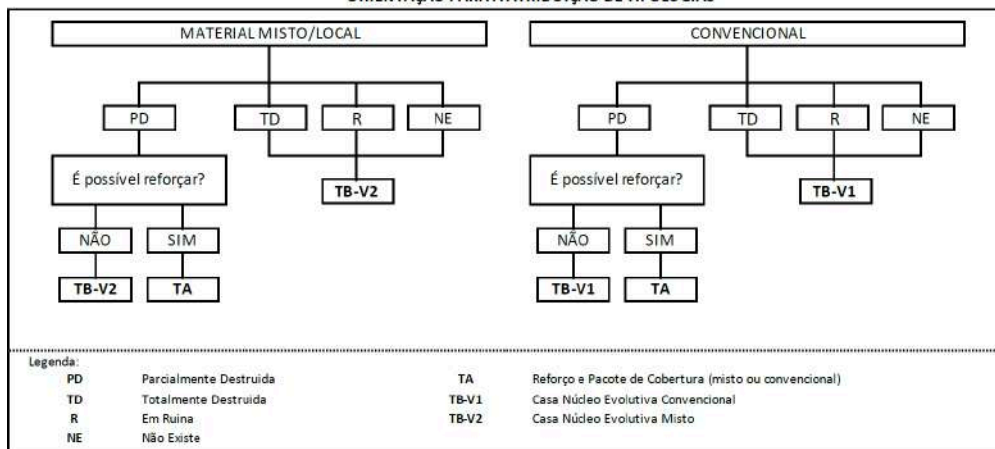 MATERIAL MISTO/LOCAL
PD TD R NE
É possível reforçar?
TB-V2
NÃO SIM
TB-V2 TA
CONVENCIONAL
PD TD R NE
É possível reforçar?
TB-V1
NÃO SIM
TB-V1 TA
Legenda:
PD Parcialmente Destruida
TD Totalmente Destruida
R Em Ruina
NE Não Existe
TA Reforço e Pacote de Cobertura (misto ou convencional)
TB-V1 Casa Núcleo Evolutiva Convencional
TB-V2 Casa Núcleo Evolutiva Misto